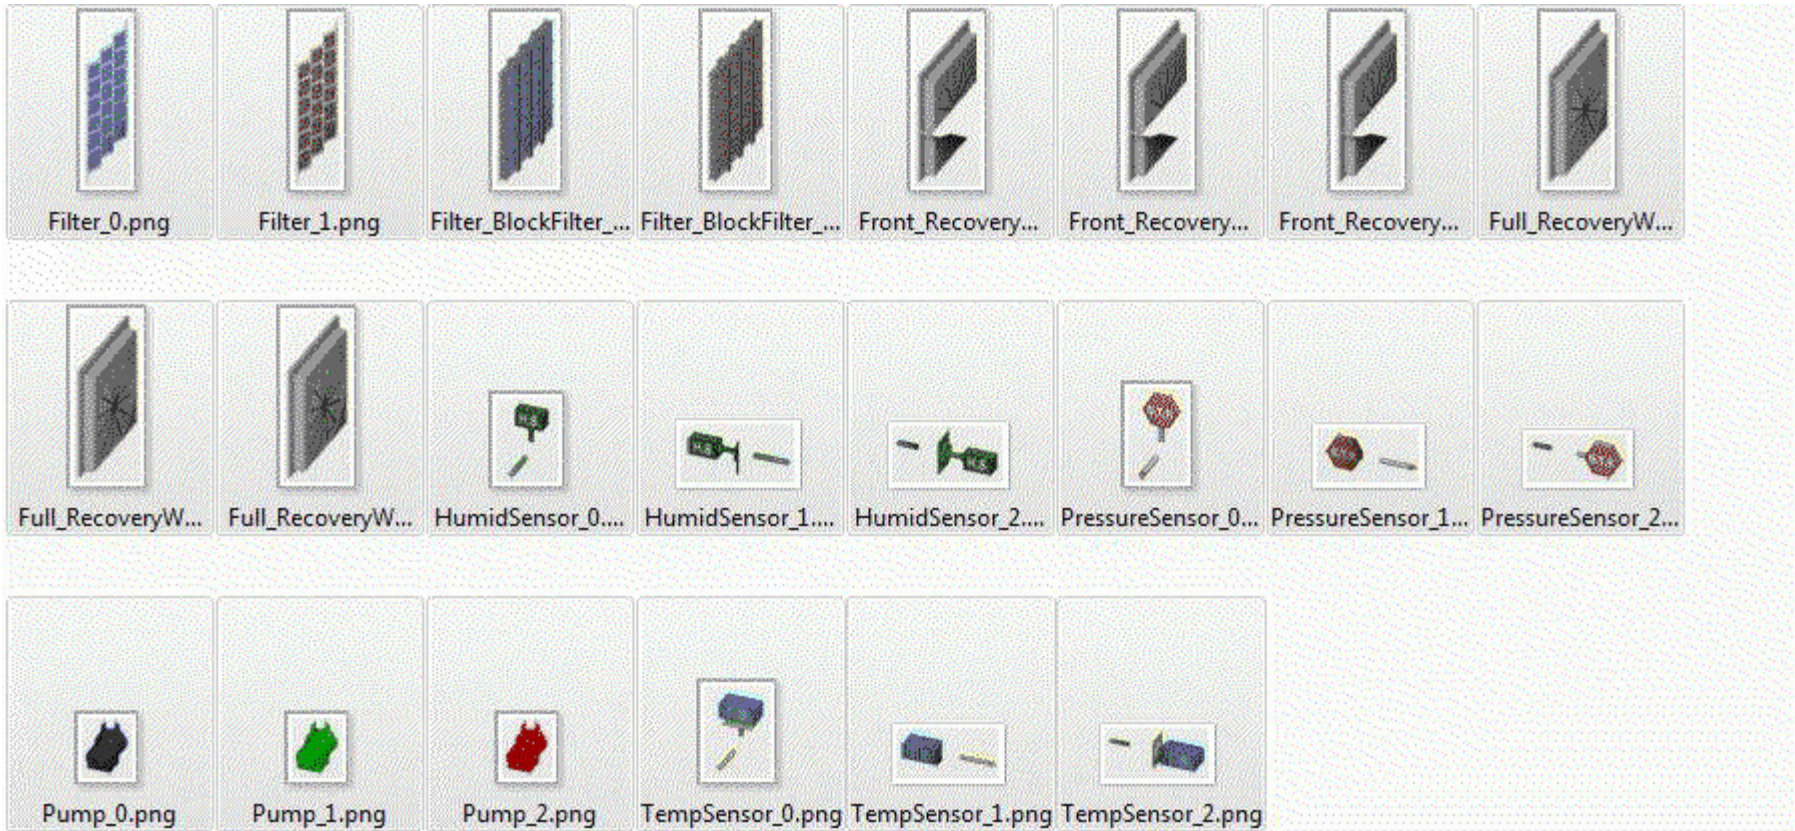 Filter_0.png Filter_1.png Filter_BlockFilter_... Filter_BlockFilter_... Front_Recovery... Front_Recovery... Front_Recovery... Full_RecoveryW...
Full_RecoveryW... Full_RecoveryW... HumidSensor_0.... HumidSensor_1.... HumidSensor_2.... PressureSensor_0... PressureSensor_1... PressureSensor_2...
Pump_0.png Pump_1.png Pump_2.png TempSensor_0.png TempSensor_1.png TempSensor_2.png